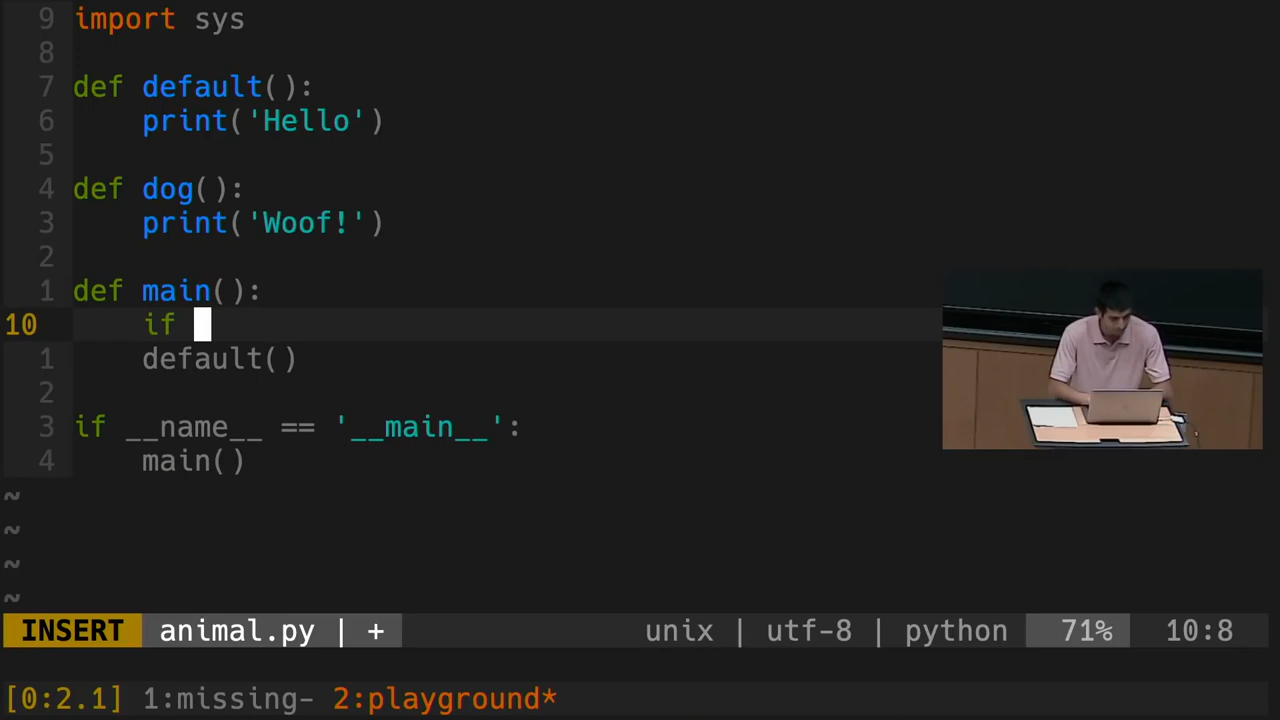 9 import sys
8
7 def default():
6     print('Hello')
5
4 def dog():
3     print('Woof!')
2
1 def main():
10     if
1     default()
2
3 if __name__ == '__main__':
4     main()
~
~
~
~
INSERT animal.py | + unix | utf-8 | python 71% 10:8
[0:2.1] 1:missing- 2:playground*